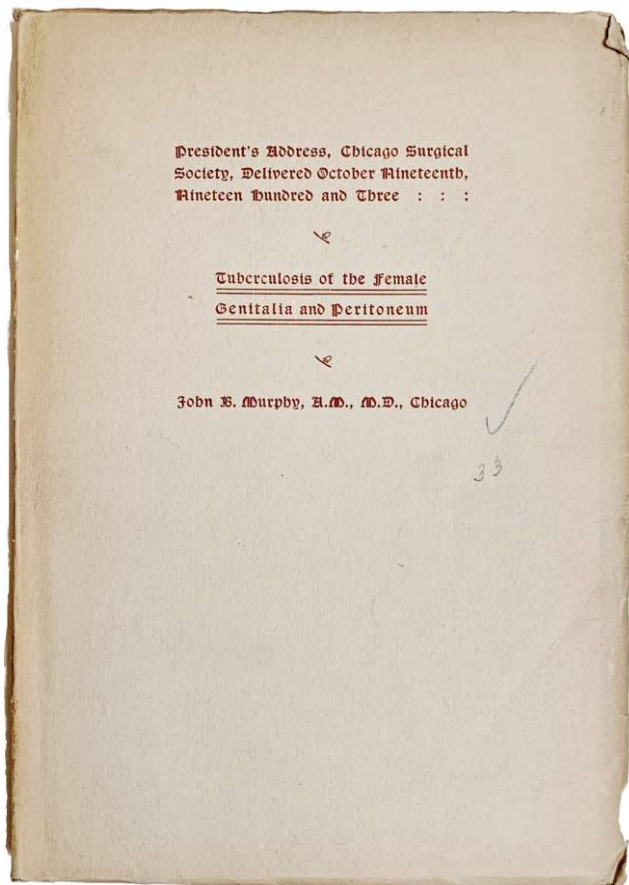 President's Address, Chicago Surgical
Society, Delivered October Nineteenth,
Nineteen Hundred and Three : : :
Tuberculosis of the Female
Genitalia and Peritoneum
John B. Murphy, A.M., M.D., Chicago
33